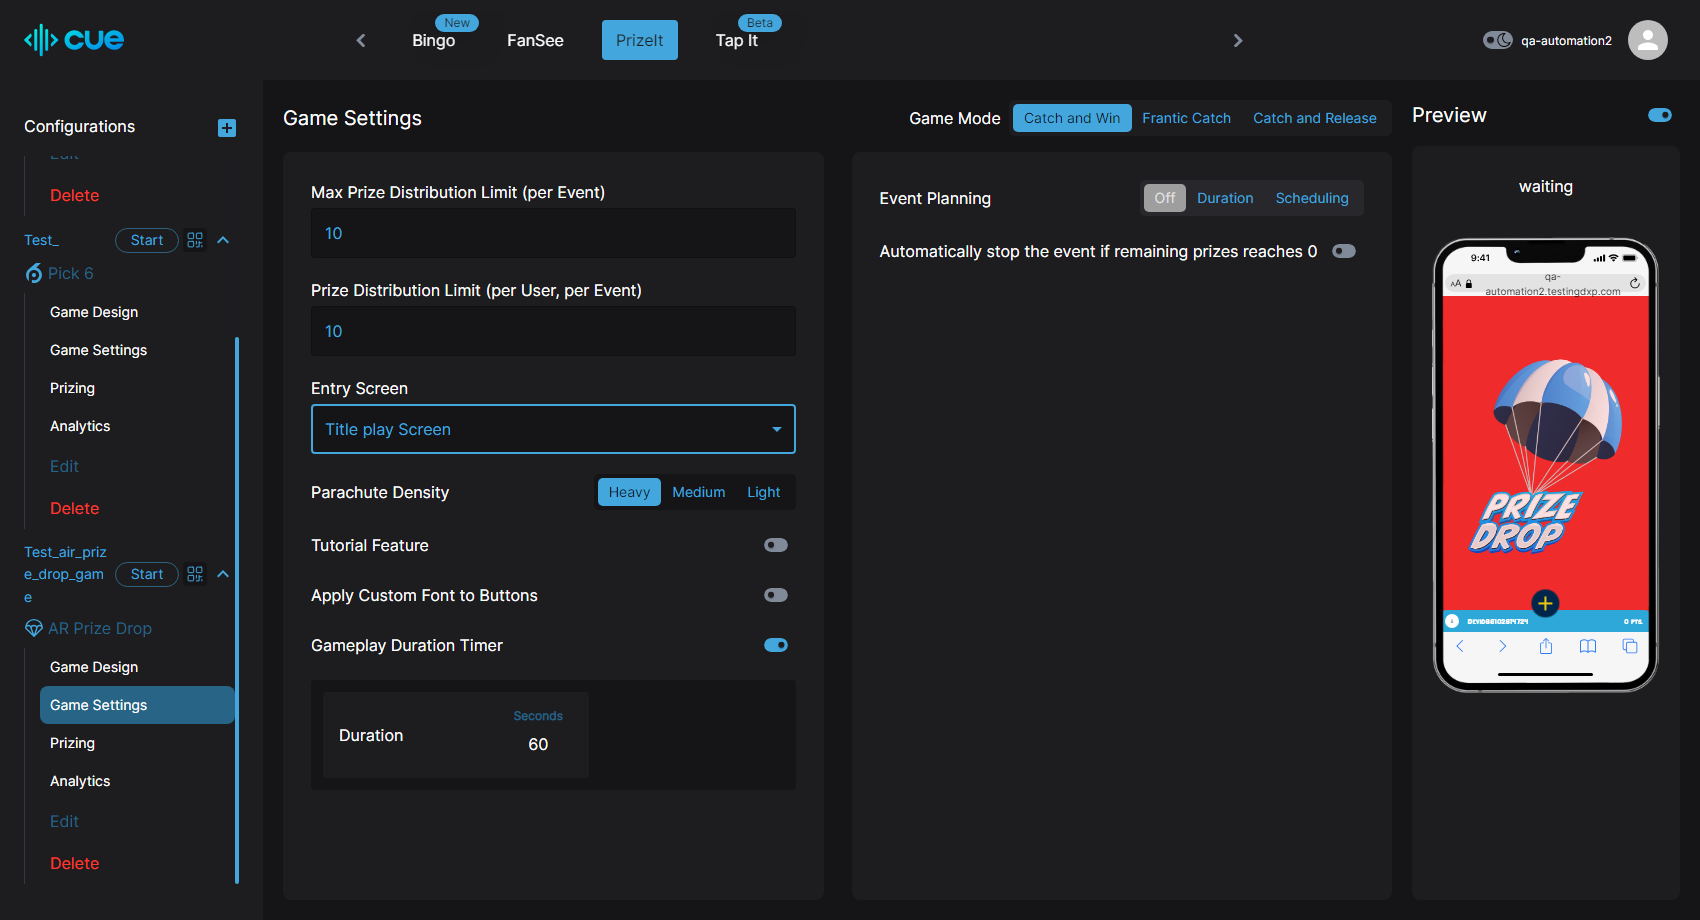 cue
New
Bingo
FanSee
PrizeIt
Beta
Tap It
qa-automation2
Configurations
Edit
Delete
Test_
Start
Pick 6
Game Design
Game Settings
Prizing
Analytics
Edit
Delete
Test_air_priz
e_drop_gam
e
Start
AR Prize Drop
Game Design
Game Settings
Prizing
Analytics
Edit
Delete
Game Settings
Game Mode
Catch and Win
Frantic Catch
Catch and Release
Max Prize Distribution Limit (per Event)
10
Prize Distribution Limit (per User, per Event)
10
Entry Screen
Title play Screen
Parachute Density
Heavy
Medium
Light
Tutorial Feature
Apply Custom Font to Buttons
Gameplay Duration Timer
Duration
Seconds
60
Event Planning
Off
Duration
Scheduling
Automatically stop the event if remaining prizes reaches 0
Preview
waiting
9:41
AA
qa-
automation2.testingdxp.com
PRIZE
DROP
0 PTS.